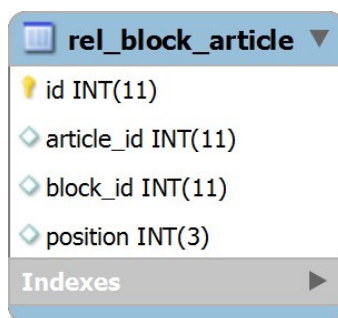 rel_block_article
id INT(11)
article_id INT(11)
block_id INT(11)
position INT(3)
Indexes